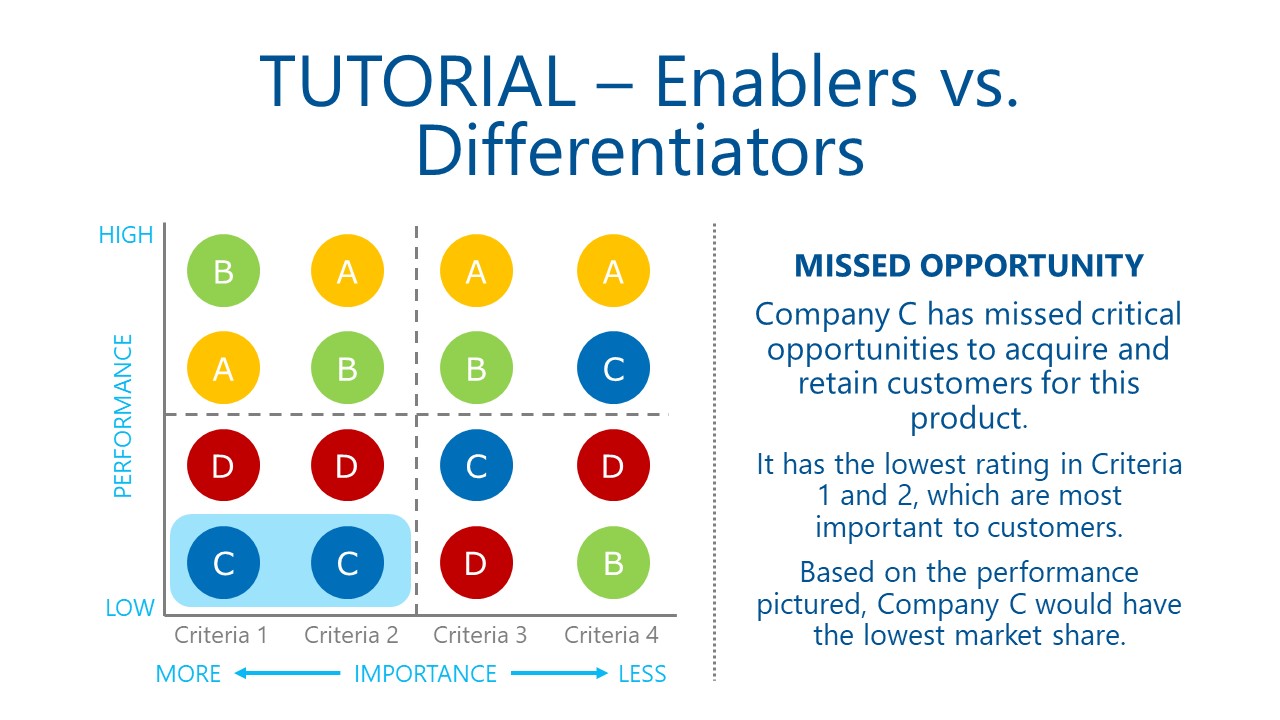 TUTORIAL – Enablers vs.
Differentiators
HIGH
PERFORMANCE
LOW
B A A A
A B B C
D D C D
C C D B
Criteria 1 Criteria 2 Criteria 3 Criteria 4
MORE IMPORTANCE LESS
MISSED OPPORTUNITY
Company C has missed critical
opportunities to acquire and
retain customers for this
product.
It has the lowest rating in Criteria
1 and 2, which are most
important to customers.
Based on the performance
pictured, Company C would have
the lowest market share.